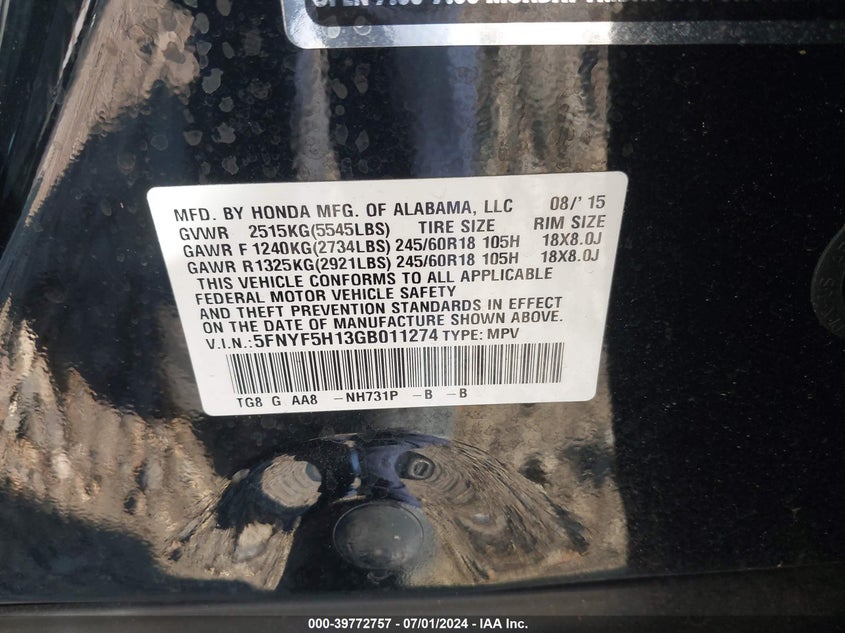 MFD. BY HONDA MFG. OF ALABAMA, LLC 08/'15
GVWR 2515KG(5545LBS) TIRE SIZE RIM SIZE
GAWR F1240KG(2734LBS) 245/60R18 105H 18X8.0J
GAWR R1325KG(2921LBS) 245/60R18 105H 18X8.0J
THIS VEHICLE CONFORMS TO ALL APPLICABLE
FEDERAL MOTOR VEHICLE SAFETY
AND THEFT PREVENTION STANDARDS IN EFFECT
ON THE DATE OF MANUFACTURE SHOWN ABOVE.
V.I.N.:5FNYF5H13GB011274 TYPE: MPV
TG8 G AA8 -NH731P -B -B
000-39772757 - 07/01/2024 - IAA Inc.